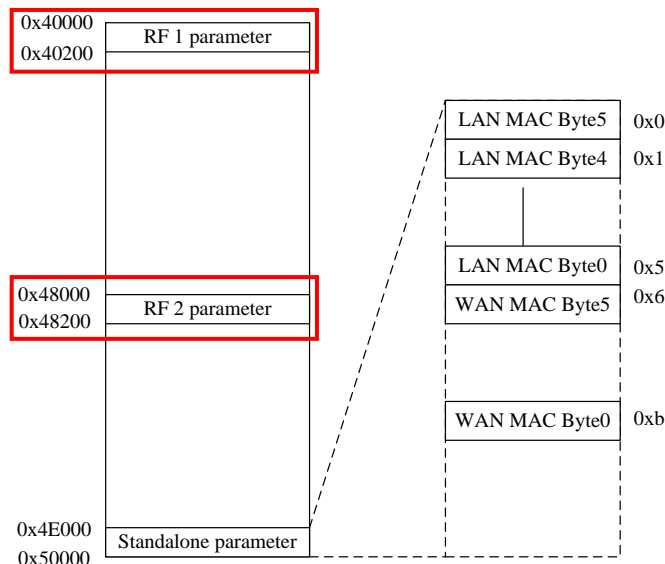 0x40000
RF 1 parameter
0x40200
0x48000
RF 2 parameter
0x48200
0x4E000
Standalone parameter
0x50000
LAN MAC Byte5 0x0
LAN MAC Byte4 0x1
LAN MAC Byte0 0x5
WAN MAC Byte5 0x6
WAN MAC Byte0 0xb